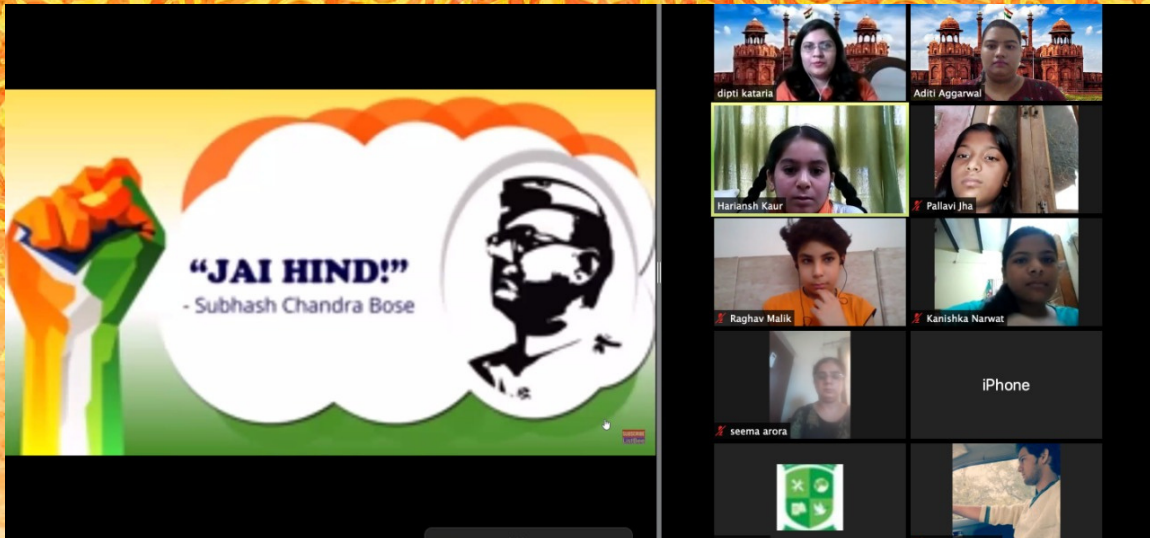 “JAI HIND!”
- Subhash Chandra Bose
dipti kataria
Aditi Aggarwal
Hariansh Kaur
Pallavi Jha
Raghav Malik
Kanishka Narwat
seema arora
iPhone